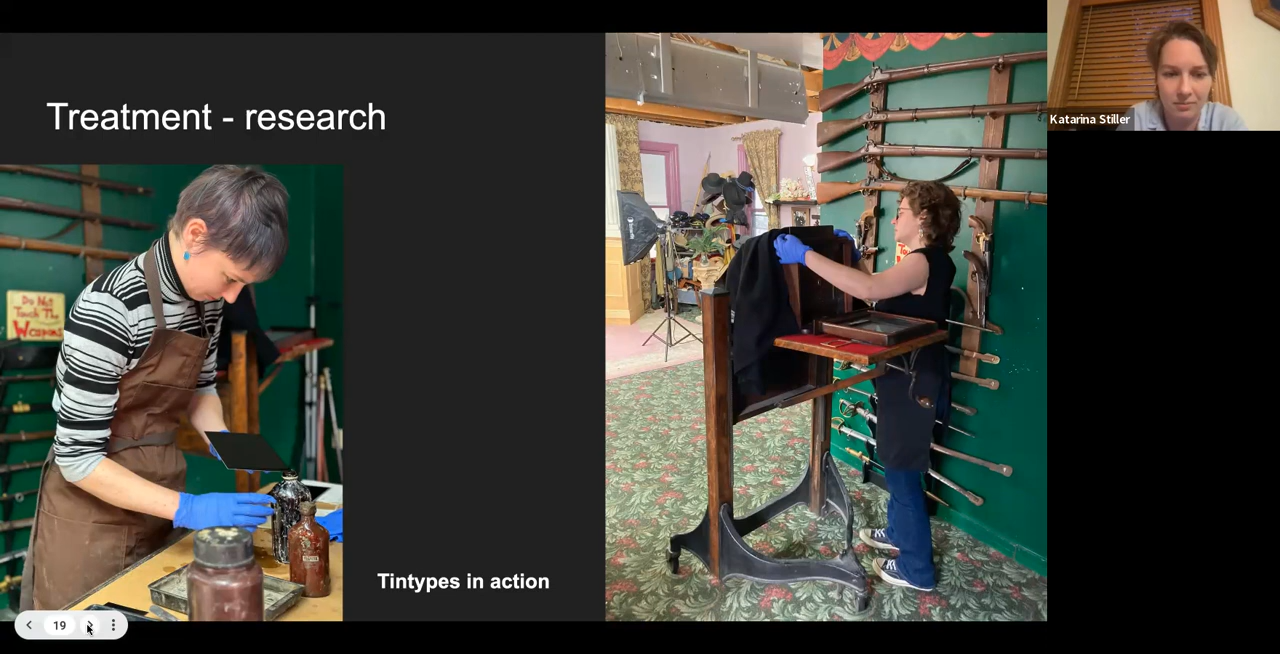 Treatment - research
Katarina Stiller
Do Not
Touch The
Weapons
Tintypes in action
19